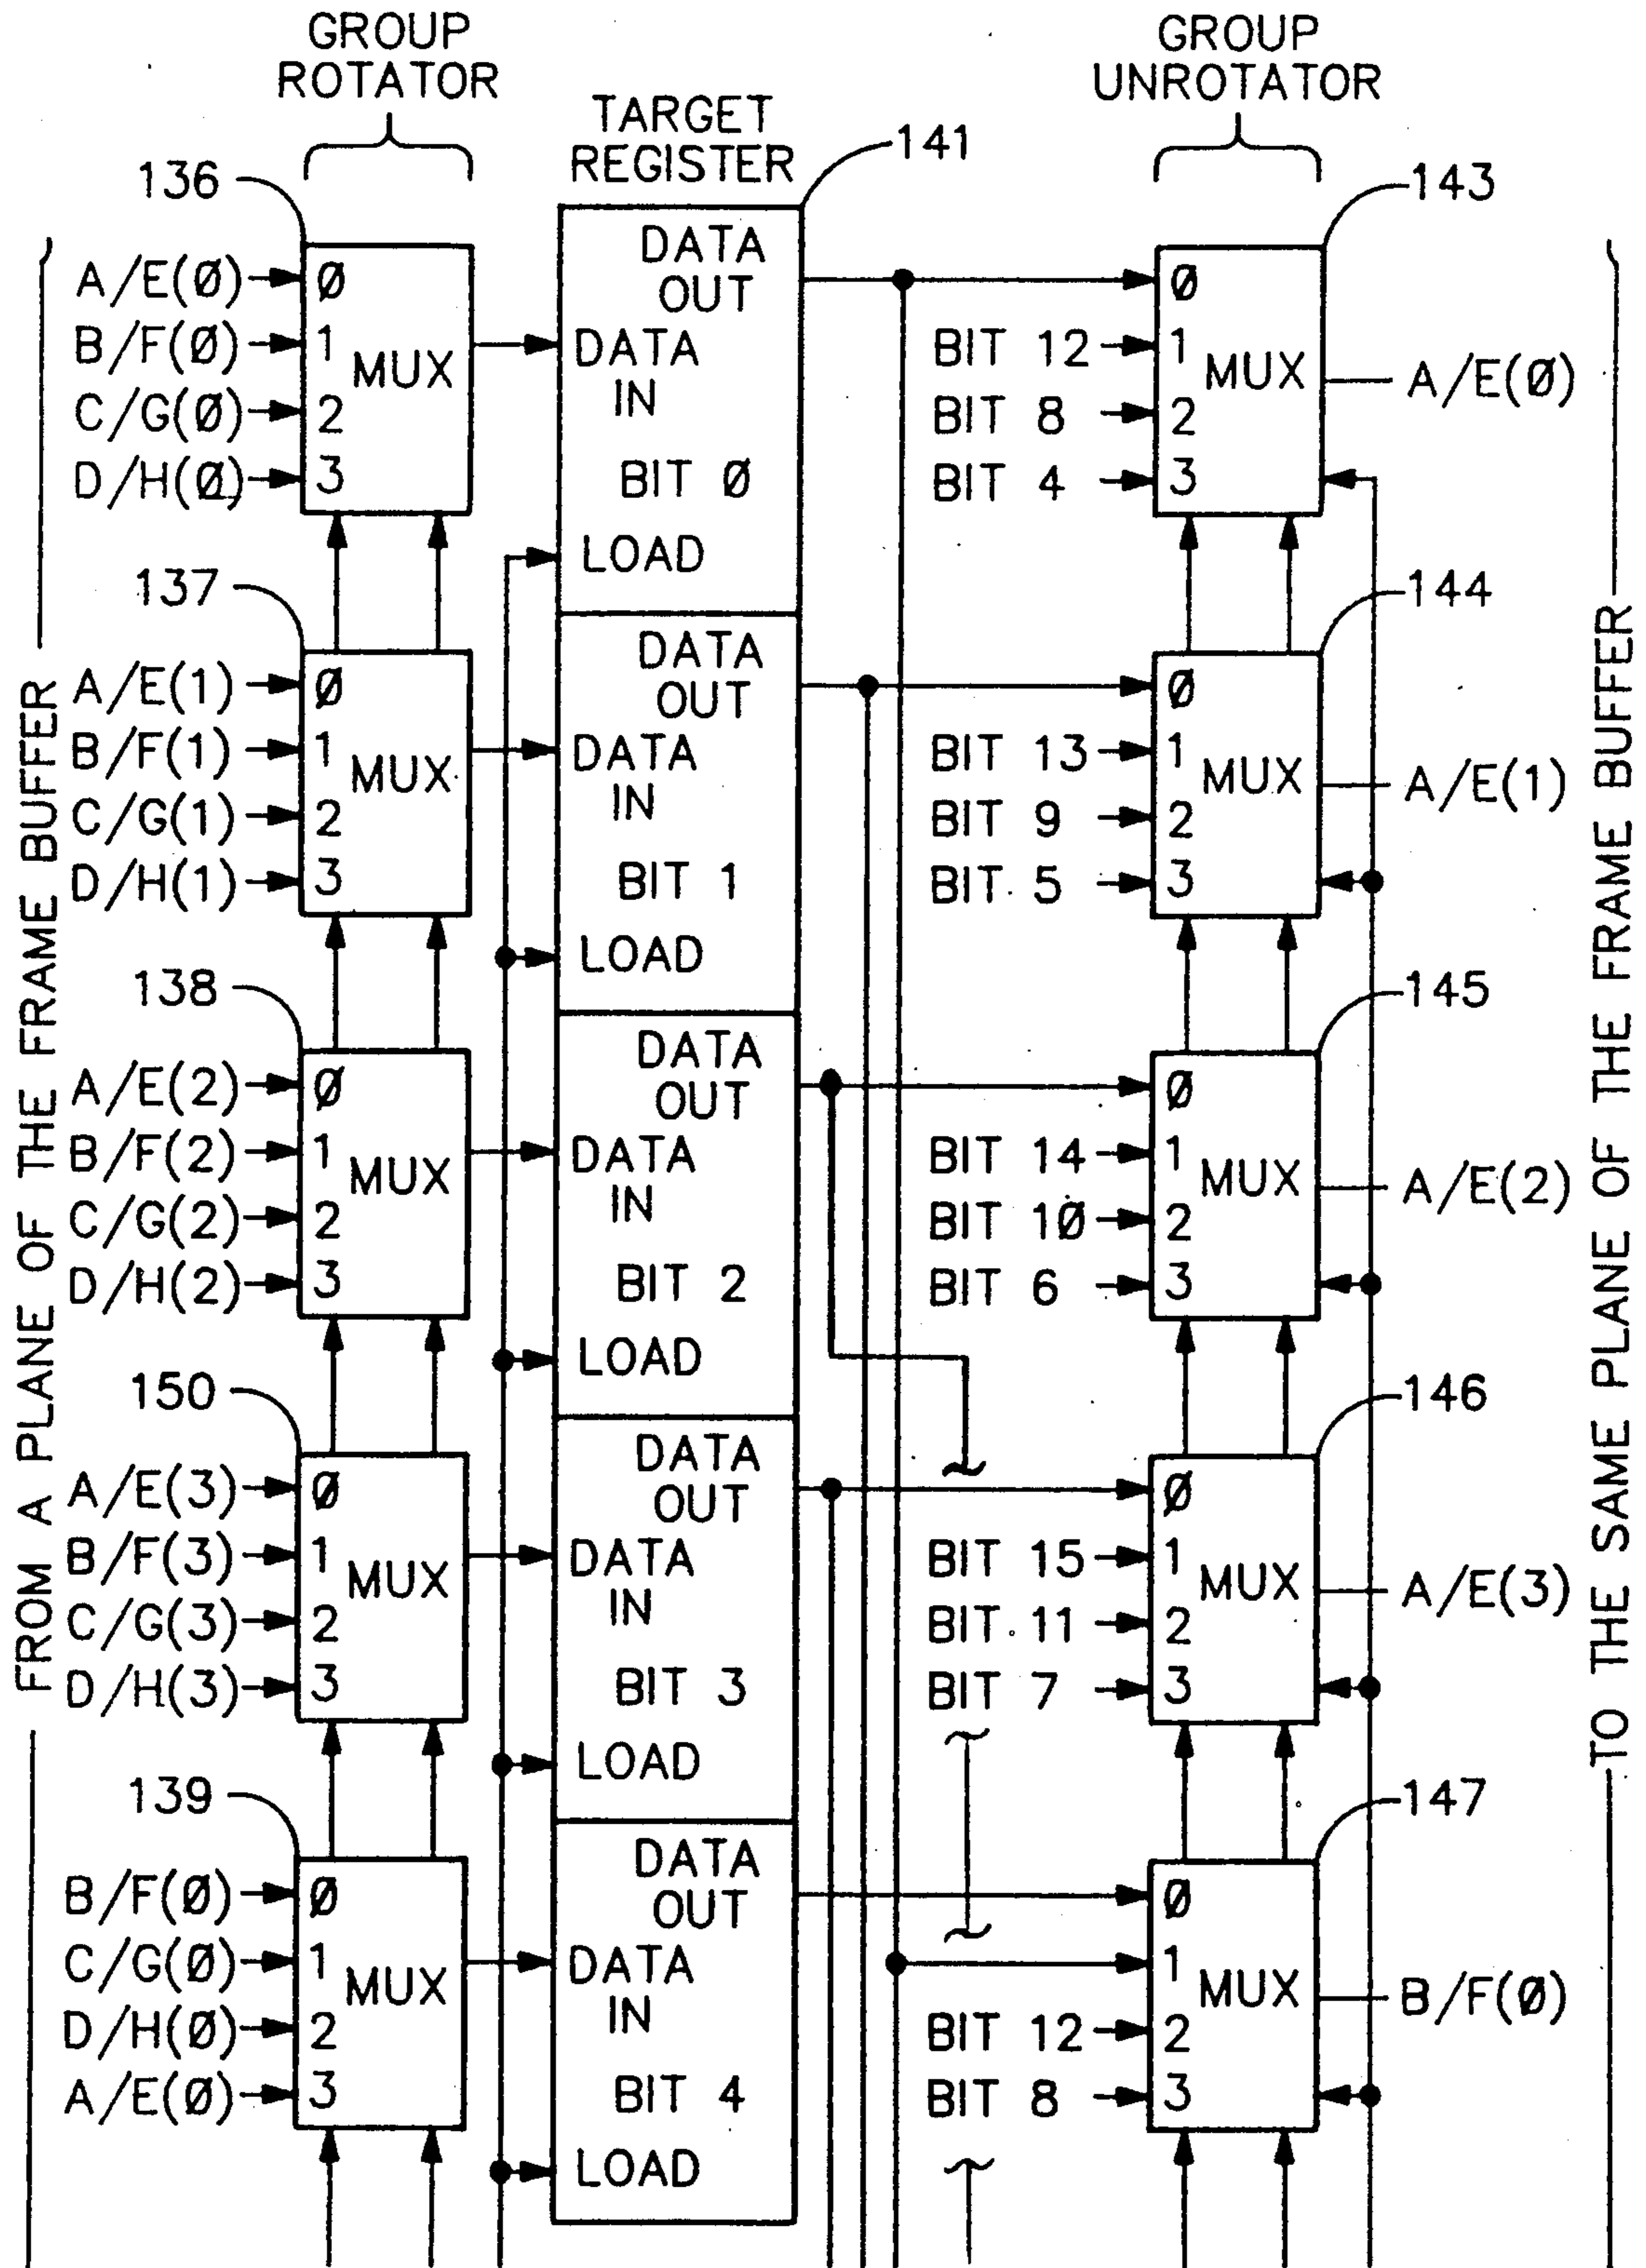 GROUP
ROTATOR
TARGET
REGISTER
141
GROUP
UNROTATOR
FROM A PLANE OF THE FRAME BUFFER
136
A/E(Ø)
B/F(Ø)
C/G(Ø)
D/H(Ø)
Ø
1
2
3
MUX
DATA
OUT
DATA
IN
BIT Ø
LOAD
BIT 12
BIT 8
BIT 4
143
Ø
1
2
3
MUX
A/E(Ø)
137
A/E(1)
B/F(1)
C/G(1)
D/H(1)
Ø
1
2
3
MUX
DATA
OUT
DATA
IN
BIT 1
LOAD
BIT 13
BIT 9
BIT 5
144
Ø
1
2
3
MUX
A/E(1)
138
A/E(2)
B/F(2)
C/G(2)
D/H(2)
Ø
1
2
3
MUX
DATA
OUT
DATA
IN
BIT 2
LOAD
BIT 14
BIT 1Ø
BIT 6
145
Ø
1
2
3
MUX
A/E(2)
150
A/E(3)
B/F(3)
C/G(3)
D/H(3)
Ø
1
2
3
MUX
DATA
OUT
DATA
IN
BIT 3
LOAD
BIT 15
BIT 11
BIT 7
146
Ø
1
2
3
MUX
A/E(3)
139
B/F(Ø)
C/G(Ø)
D/H(Ø)
A/E(Ø)
Ø
1
2
3
MUX
DATA
OUT
DATA
IN
BIT 4
LOAD
BIT 12
BIT 8
147
Ø
1
2
3
MUX
B/F(Ø)
TO THE SAME PLANE OF THE FRAME BUFFER